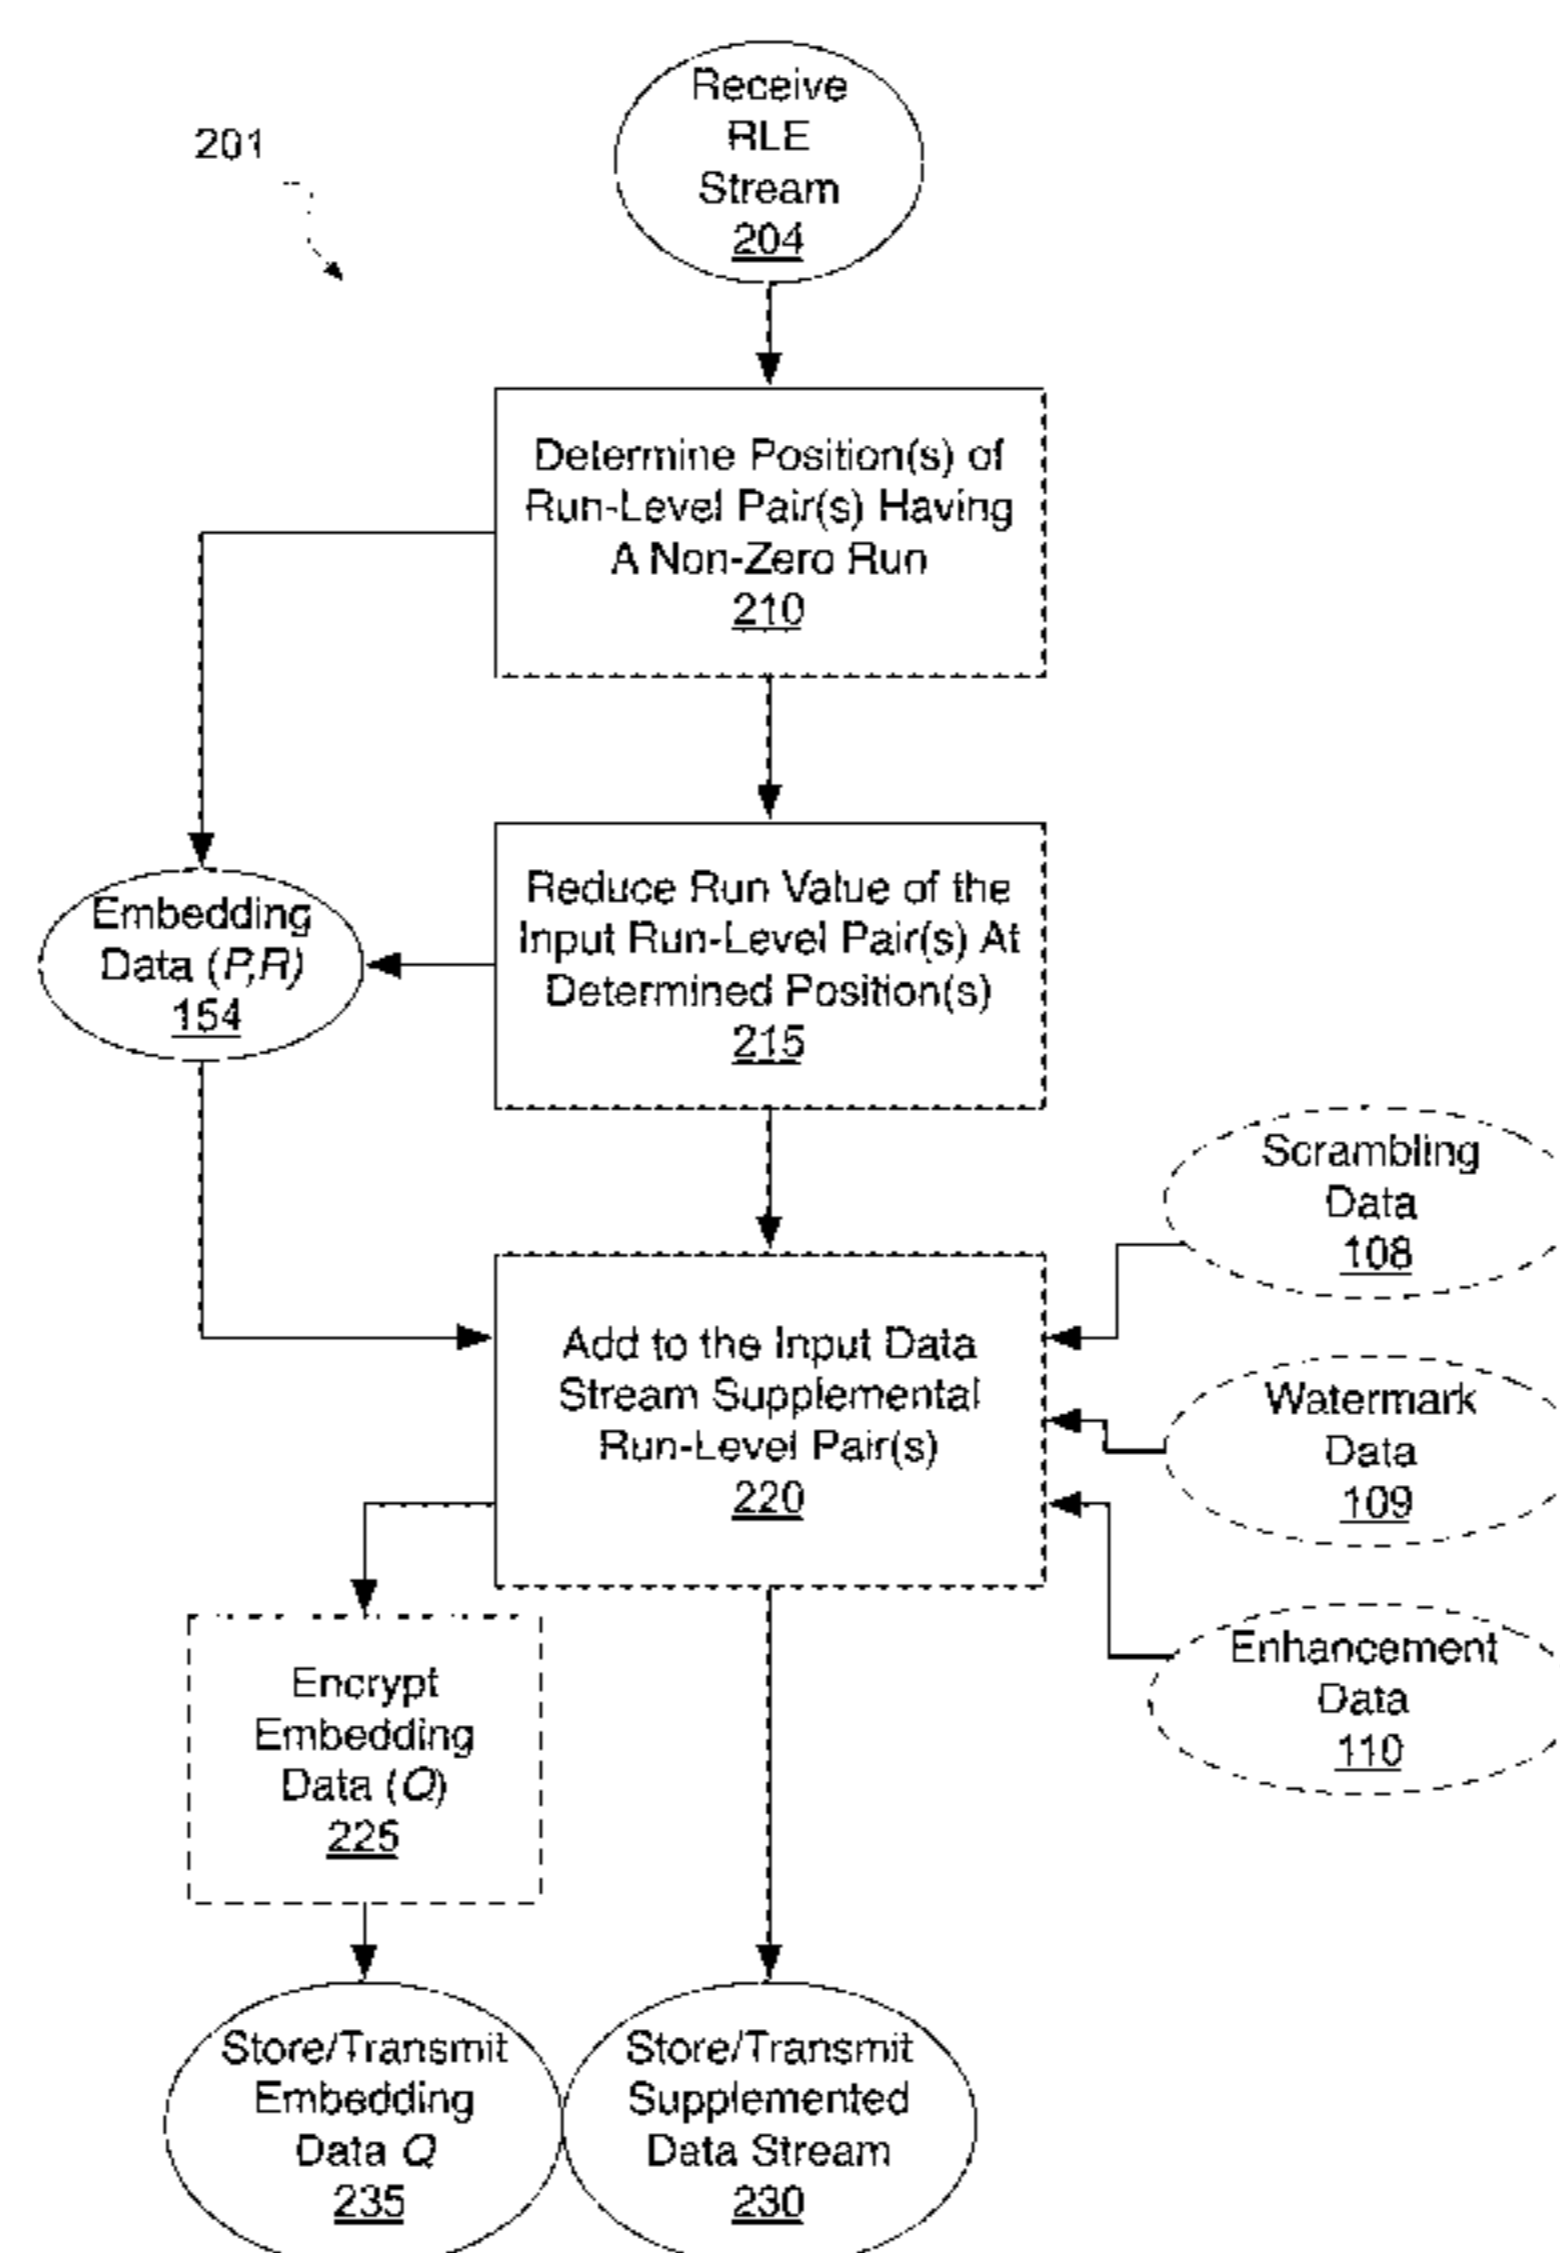 201
Receive
RLE
Stream
204
Determine Position(s) of
Run-Level Pair(s) Having
A Non-Zero Run
210
Embedding
Data (P,R)
154
Reduce Run Value of the
Input Run-Level Pair(s) At
Determined Position(s)
215
Scrambling
Data
108
Add to the Input Data
Stream Supplemental
Run-Level Pair(s)
220
Watermark
Data
109
Enhancement
Data
110
Encrypt
Embedding
Data (Q)
225
Store/Transmit
Embedding
Data Q
235
Store/Transmit
Supplemented
Data Stream
230